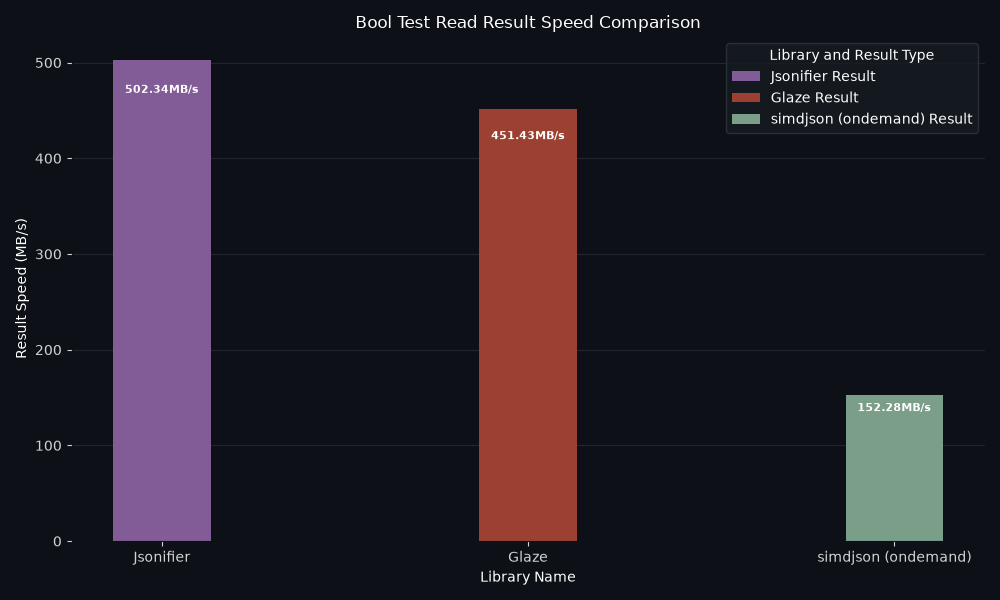 Bool Test Read Result Speed Comparison
Library and Result Type
Jsonifier Result
Glaze Result
simdjson (ondemand) Result
Result Speed (MB/s)
500
400
300
200
100
0
502.34MB/s
451.43MB/s
152.28MB/s
Jsonifier
Glaze
simdjson (ondemand)
Library Name